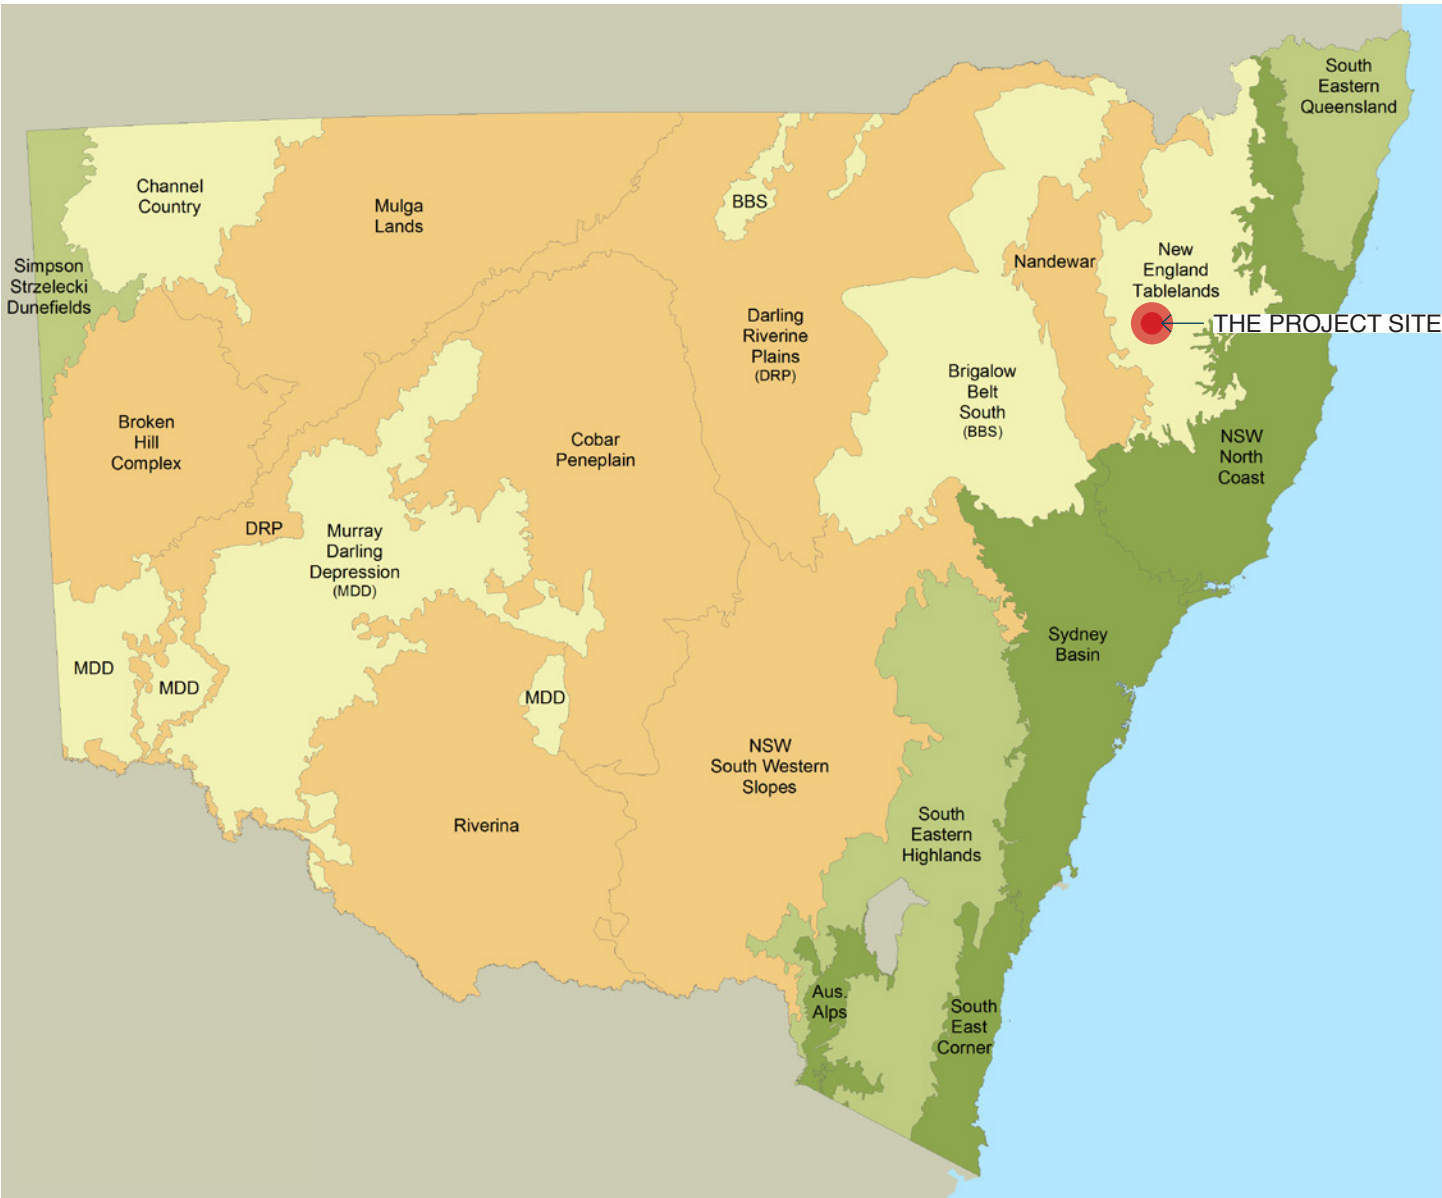 South
Eastern
Queensland
Channel
Country
BBS
Mulga
Lands
Simpson
Strzelecki
Dunefields
Nandewar
New
England
Tablelands
THE PROJECT SITE
Darling
Riverine
Plains
(DRP)
Brigalow
Belt
South
(BBS)
Broken
Hill
Complex
Cobar
Peneplain
NSW
North
Coast
DRP
Murray
Darling
Depression
(MDD)
Sydney
Basin
MDD
MDD
MDD
NSW
South Western
Slopes
Riverina
South
Eastern
Highlands
Aus.
Alps
South
East
Corner